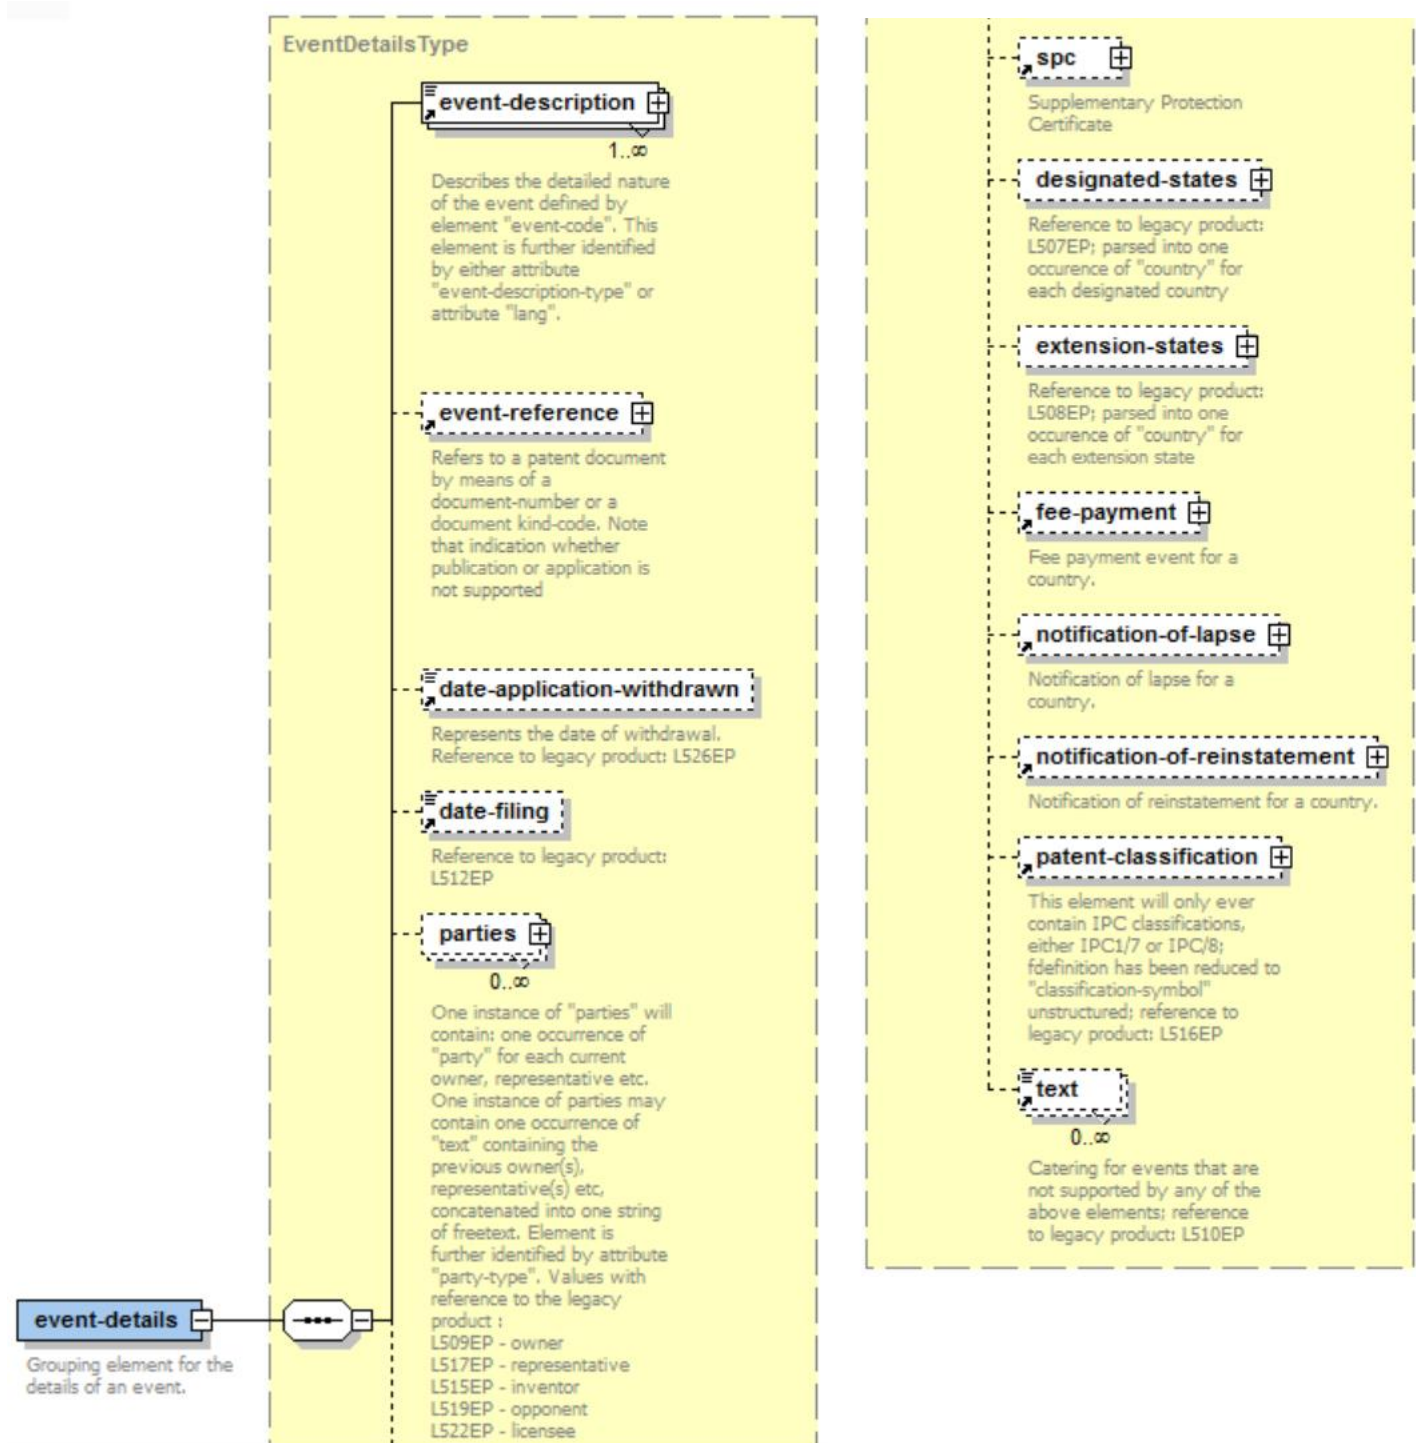 EventDetailsType
event-description
1..∞
Describes the detailed nature
of the event defined by
element "event-code". This
element is further identified
by either attribute
"event-description-type" or
attribute "lang".
event-reference
Refers to a patent document
by means of a
document-number or a
document kind-code. Note
that indication whether
publication or application is
not supported
date-application-withdrawn
Represents the date of withdrawal.
Reference to legacy product: L526EP
date-filing
Reference to legacy product:
L512EP
parties
0..∞
One instance of "parties" will
contain: one occurrence of
"party" for each current
owner, representative etc.
One instance of parties may
contain one occurrence of
"text" containing the
previous owner(s),
representative(s) etc,
concatenated into one string
of freetext. Element is
further identified by attribute
"party-type". Values with
reference to the legacy
product :
L509EP - owner
L517EP - representative
L515EP - inventor
L519EP - opponent
L522EP - licensee
event-details
Grouping element for the
details of an event.
spc
Supplementary Protection
Certificate
designated-states
Reference to legacy product:
L507EP; parsed into one
occurence of "country" for
each designated country
extension-states
Reference to legacy product:
L508EP; parsed into one
occurence of "country" for
each extension state
fee-payment
Fee payment event for a
country.
notification-of-lapse
Notification of lapse for a
country.
notification-of-reinstatement
Notification of reinstatement for a country.
patent-classification
This element will only ever
contain IPC classifications,
either IPC1/7 or IPC/8;
fdefinition has been reduced to
"classification-symbol"
unstructured; reference to
legacy product: L516EP
text
0..∞
Catering for events that are
not supported by any of the
above elements; reference
to legacy product: L510EP